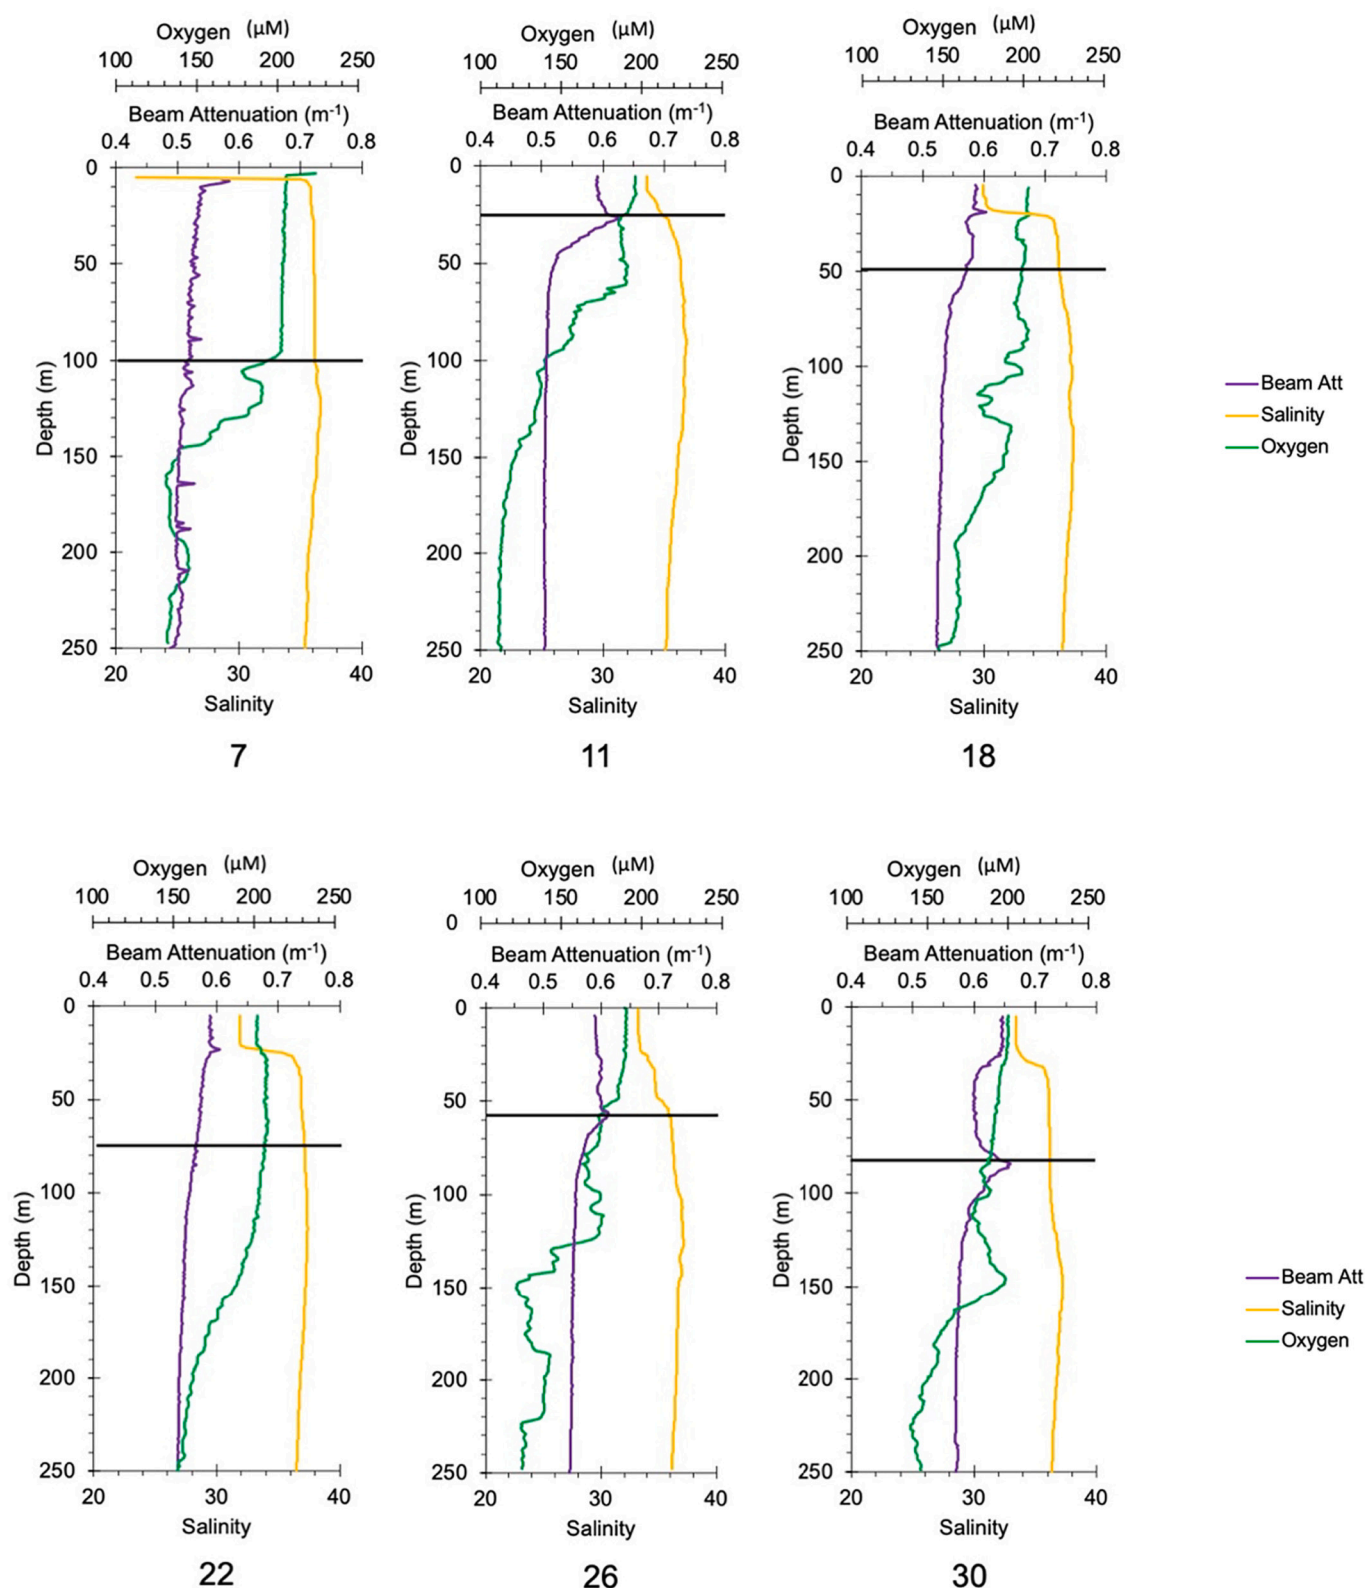 Oxygen (μM)
100 150 200 250
Beam Attenuation (m-1)
0.4 0.5 0.6 0.7 0.8
0
50
100
150
200
250
Depth (m)
20 30 40
Salinity
7
Oxygen (μM)
100 150 200 250
Beam Attenuation (m-1)
0.4 0.5 0.6 0.7 0.8
0
50
100
150
200
250
Depth (m)
20 30 40
Salinity
11
Oxygen (μM)
100 150 200 250
Beam Attenuation (m-1)
0.4 0.5 0.6 0.7 0.8
0
50
100
150
200
250
Depth (m)
20 30 40
Salinity
18
Beam Att
Salinity
Oxygen
Oxygen (μM)
100 150 200 250
Beam Attenuation (m-1)
0.4 0.5 0.6 0.7 0.8
0
50
100
150
200
250
Depth (m)
20 30 40
Salinity
22
Oxygen (μM)
100 150 200 250
0
Beam Attenuation (m-1)
0.4 0.5 0.6 0.7 0.8
0
50
100
150
200
250
Depth (m)
20 30 40
Salinity
26
Oxygen (μM)
100 150 200 250
Beam Attenuation (m-1)
0.4 0.5 0.6 0.7 0.8
0
50
100
150
200
250
Depth (m)
20 30 40
Salinity
30
Beam Att
Salinity
Oxygen